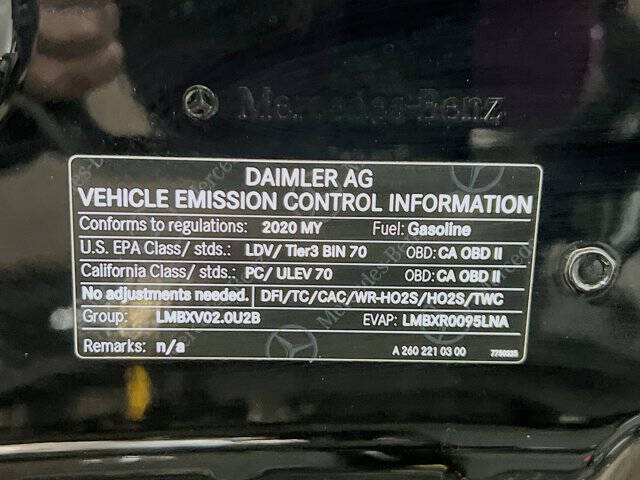 Mercedes-Benz
DAIMLER AG
VEHICLE EMISSION CONTROL INFORMATION
Conforms to regulations: 2020 MY Fuel: Gasoline
U.S. EPA Class/ stds.: LDV/ Tier3 BIN 70 OBD: CA OBD II
California Class/ stds.: PC/ ULEV 70 OBD: CA OBD II
No adjustments needed. DFI/TC/CAC/WR-HO2S/HO2S/TWC
Group: LMBXV02.0U2B EVAP: LMBXR0095LNA
Remarks: n/a A 260 221 03 00